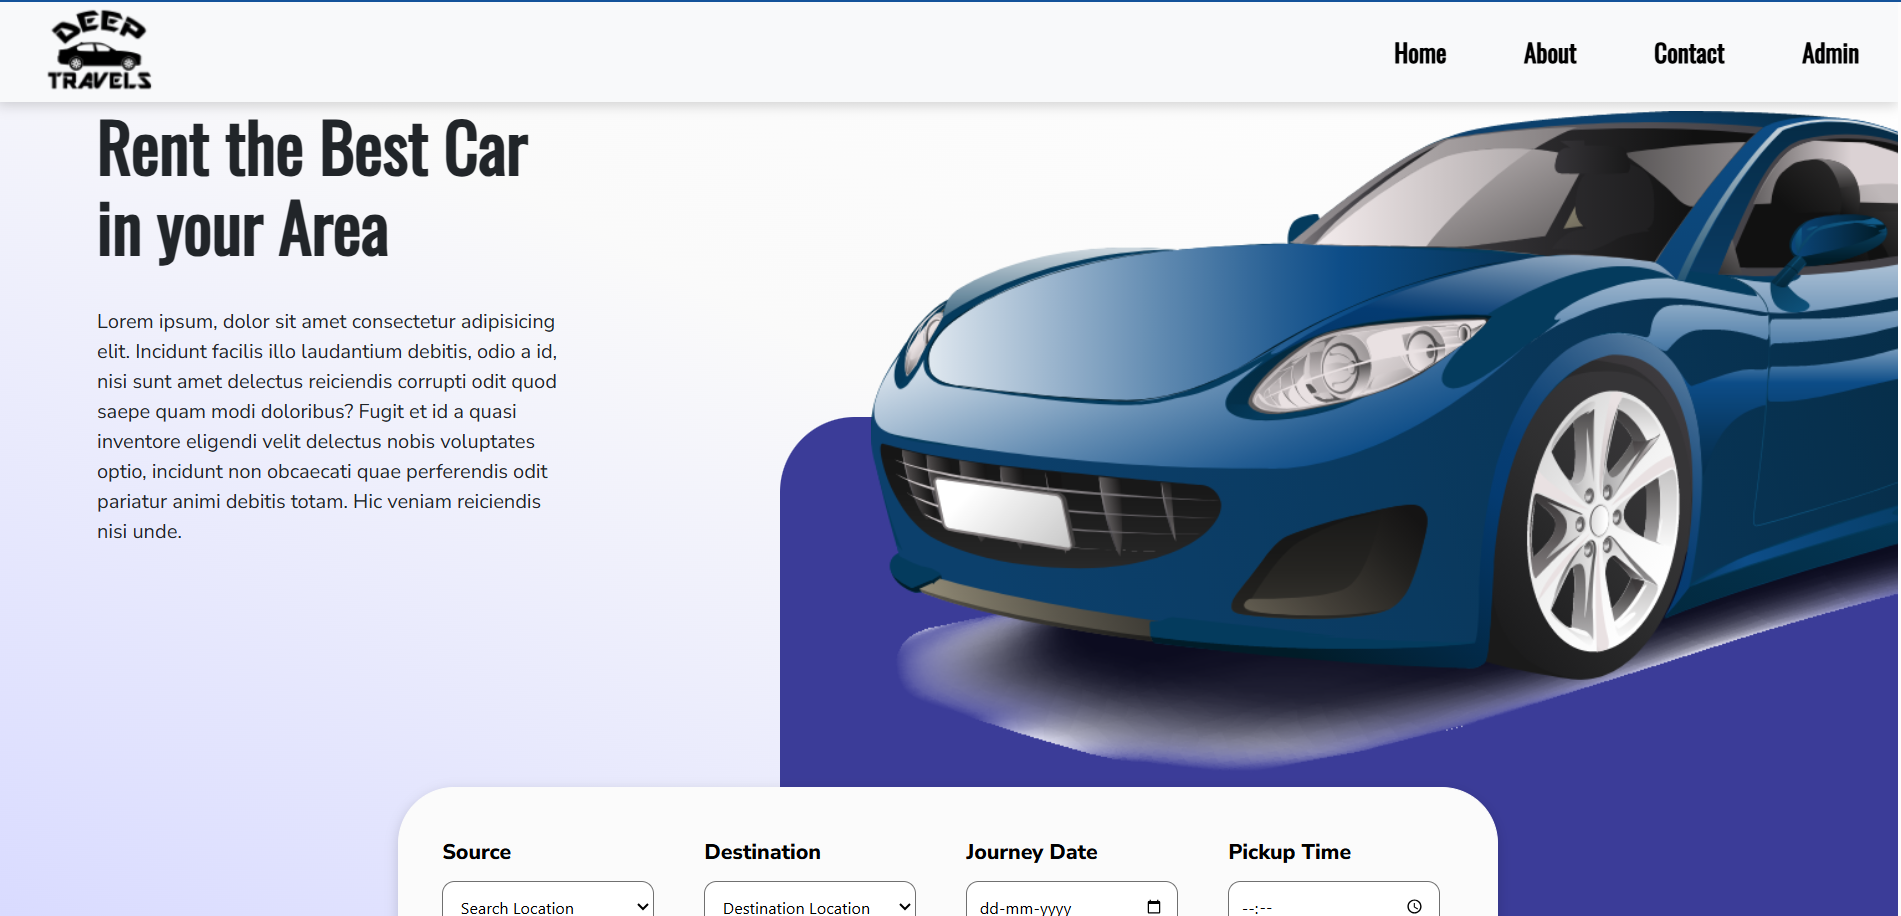 DEEP
TRAVELS
Home About Contact Admin
Rent the Best Car
in your Area
Lorem ipsum, dolor sit amet consectetur adipisicing
elit. Incidunt facilis illo laudantium debitis, odio a id,
nisi sunt amet delectus reiciendis corrupti odit quod
saepe quam modi doloribus? Fugit et id a quasi
inventore eligendi velit delectus nobis voluptates
optio, incidunt non obcaecati quae perferendis odit
pariatur animi debitis totam. Hic veniam reiciendis
nisi unde.
Source Destination Journey Date Pickup Time
Search Location Destination Location dd-mm-yyyy --:--